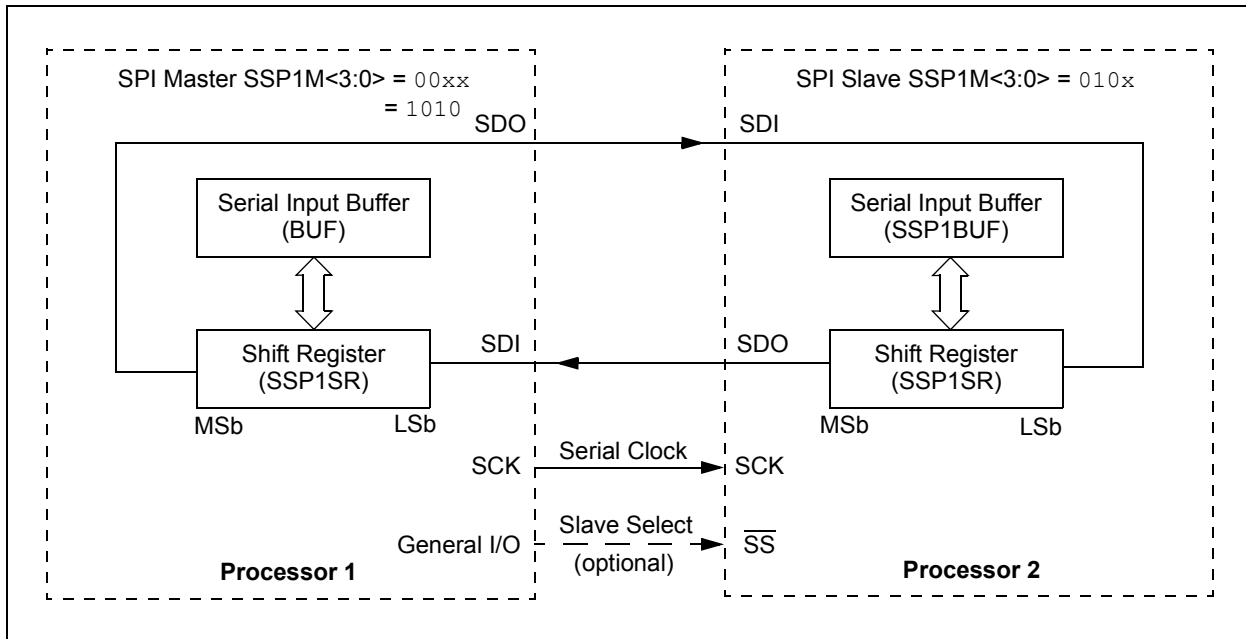 SPI Master SSP1M<3:0> = 00xx
= 1010
SDO
Serial Input Buffer
(BUF)
Shift Register
(SSP1SR)
MSb
LSb
SDI
SCK
General I/O
Processor 1
Serial Clock
Slave Select
(optional)
SPI Slave SSP1M<3:0> = 010x
SDI
Serial Input Buffer
(SSP1BUF)
SDO
Shift Register
(SSP1SR)
MSb
LSb
SCK
SS
Processor 2